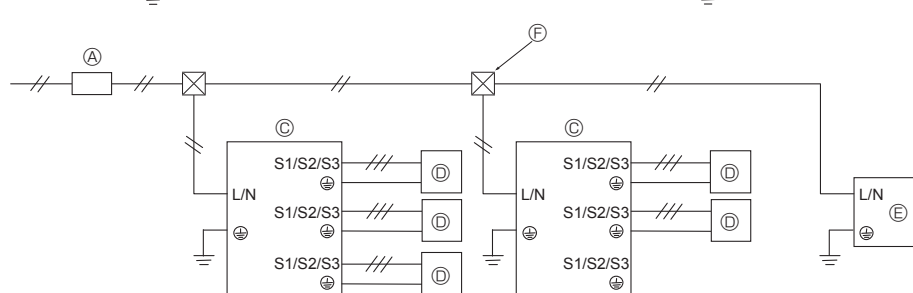 Ⓐ
Ⓕ
Ⓒ
Ⓒ
S1/S2/S3
Ⓓ
S1/S2/S3
Ⓓ
L/N
L/N
L/N
Ⓔ
S1/S2/S3
Ⓓ
S1/S2/S3
Ⓓ
S1/S2/S3
Ⓓ
S1/S2/S3